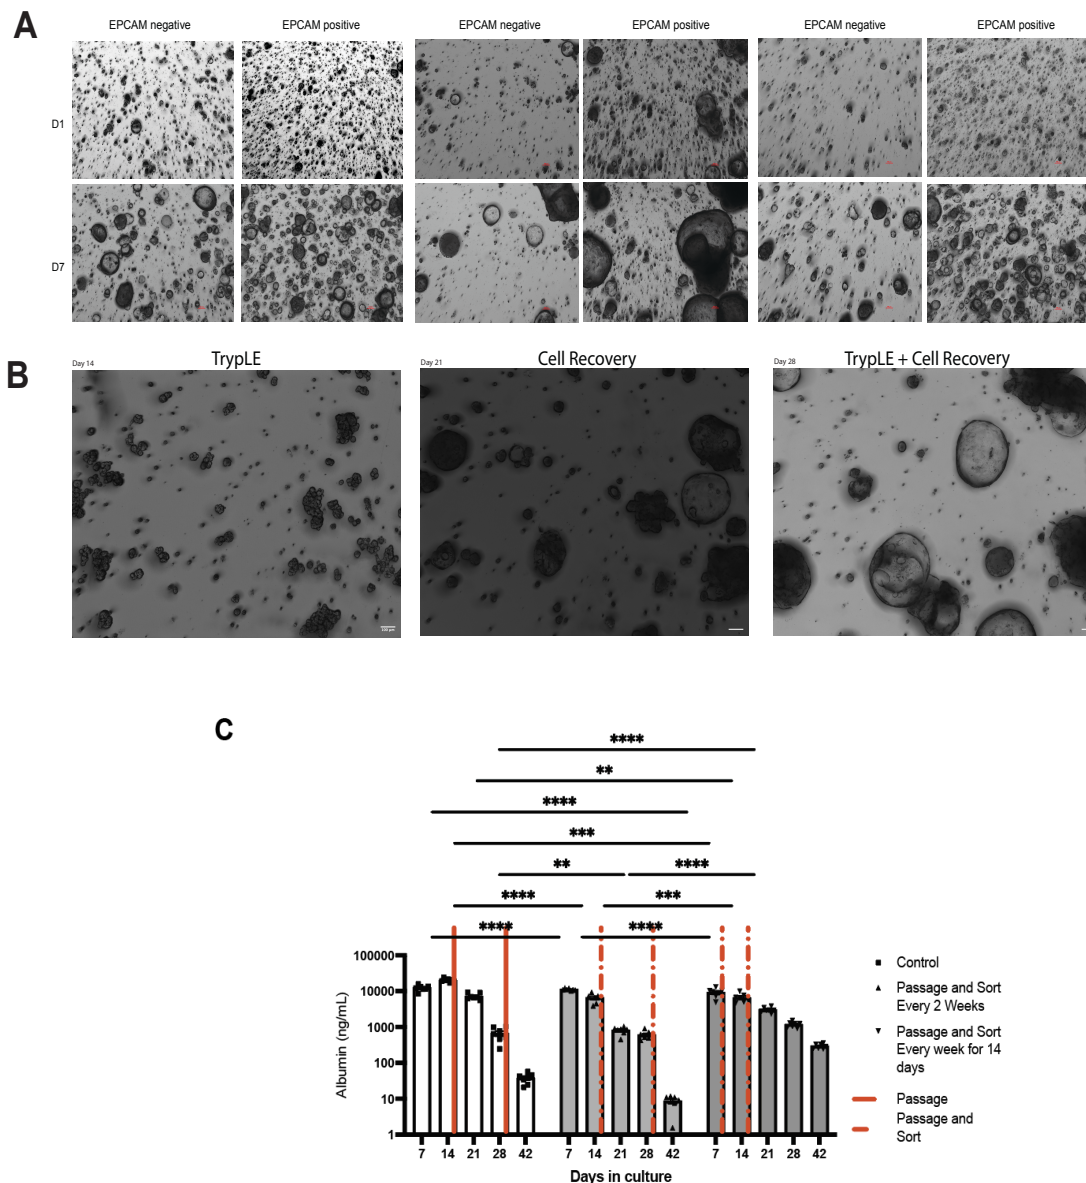 A
EPCAM negative
EPCAM positive
EPCAM negative
EPCAM positive
EPCAM negative
EPCAM positive
D1
D7
B
Day 14
TrypLE
Day 21
Cell Recovery
Day 28
TrypLE + Cell Recovery
100 μm
C
****
**
****
***
**
****
****
***
****
****
Albumin (ng/mL)
100000
10000
1000
100
10
1
7 14 21 28 42
7 14 21 28 42
7 14 21 28 42
Days in culture
Control
Passage and Sort
Every 2 Weeks
Passage and Sort
Every week for 14
days
Passage
Passage and
Sort